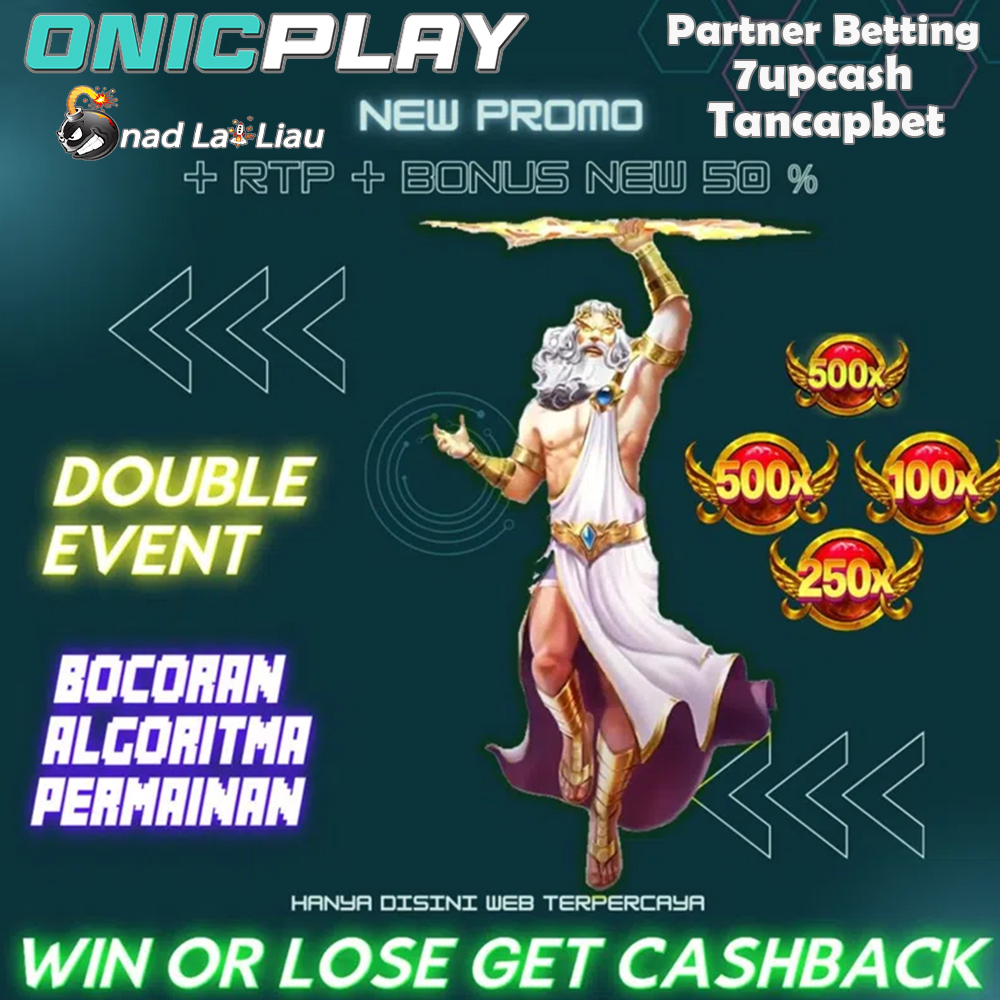 ONICPLAY
Partner Betting
7upcash
Tancapbet
nad La Liau
NEW PROMO
+ RTP + BONUS NEW 50 %
500x
500x
100x
250x
DOUBLE
EVENT
BOCORAN
ALGORITMA
PERMAINAN
HANYA DISINI WEB TERPERCAYA
WIN OR LOSE GET CASHBACK